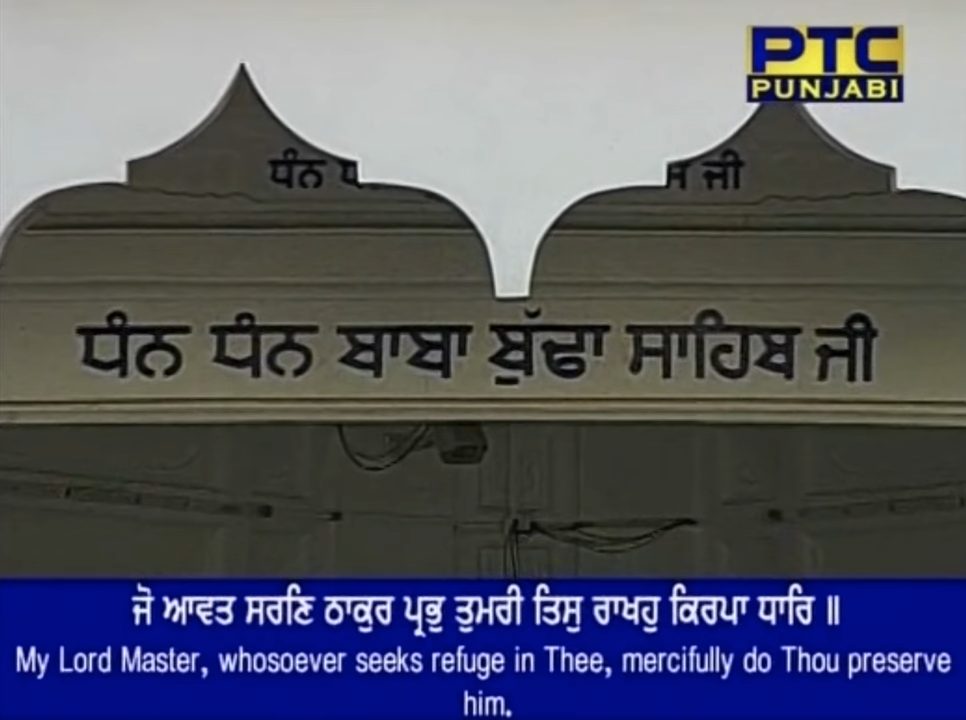 PTC
PUNJABI
ਧੰਨ
ਜੀ
ਧੰਨ ਧੰਨ ਬਾਬਾ ਬੁੱਢਾ ਸਾਹਿਬ ਜੀ
ਜੋ ਆਵਤ ਸਰਣਿ ਠਾਕੁਰ ਪ੍ਰਭੁ ਤੁਮਰੀ ਤਿਸੁ ਰਾਖਹੁ ਕਿਰਪਾ ਧਾਰਿ ॥
My Lord Master, whosoever seeks refuge in Thee, mercifully do Thou preserve
him.